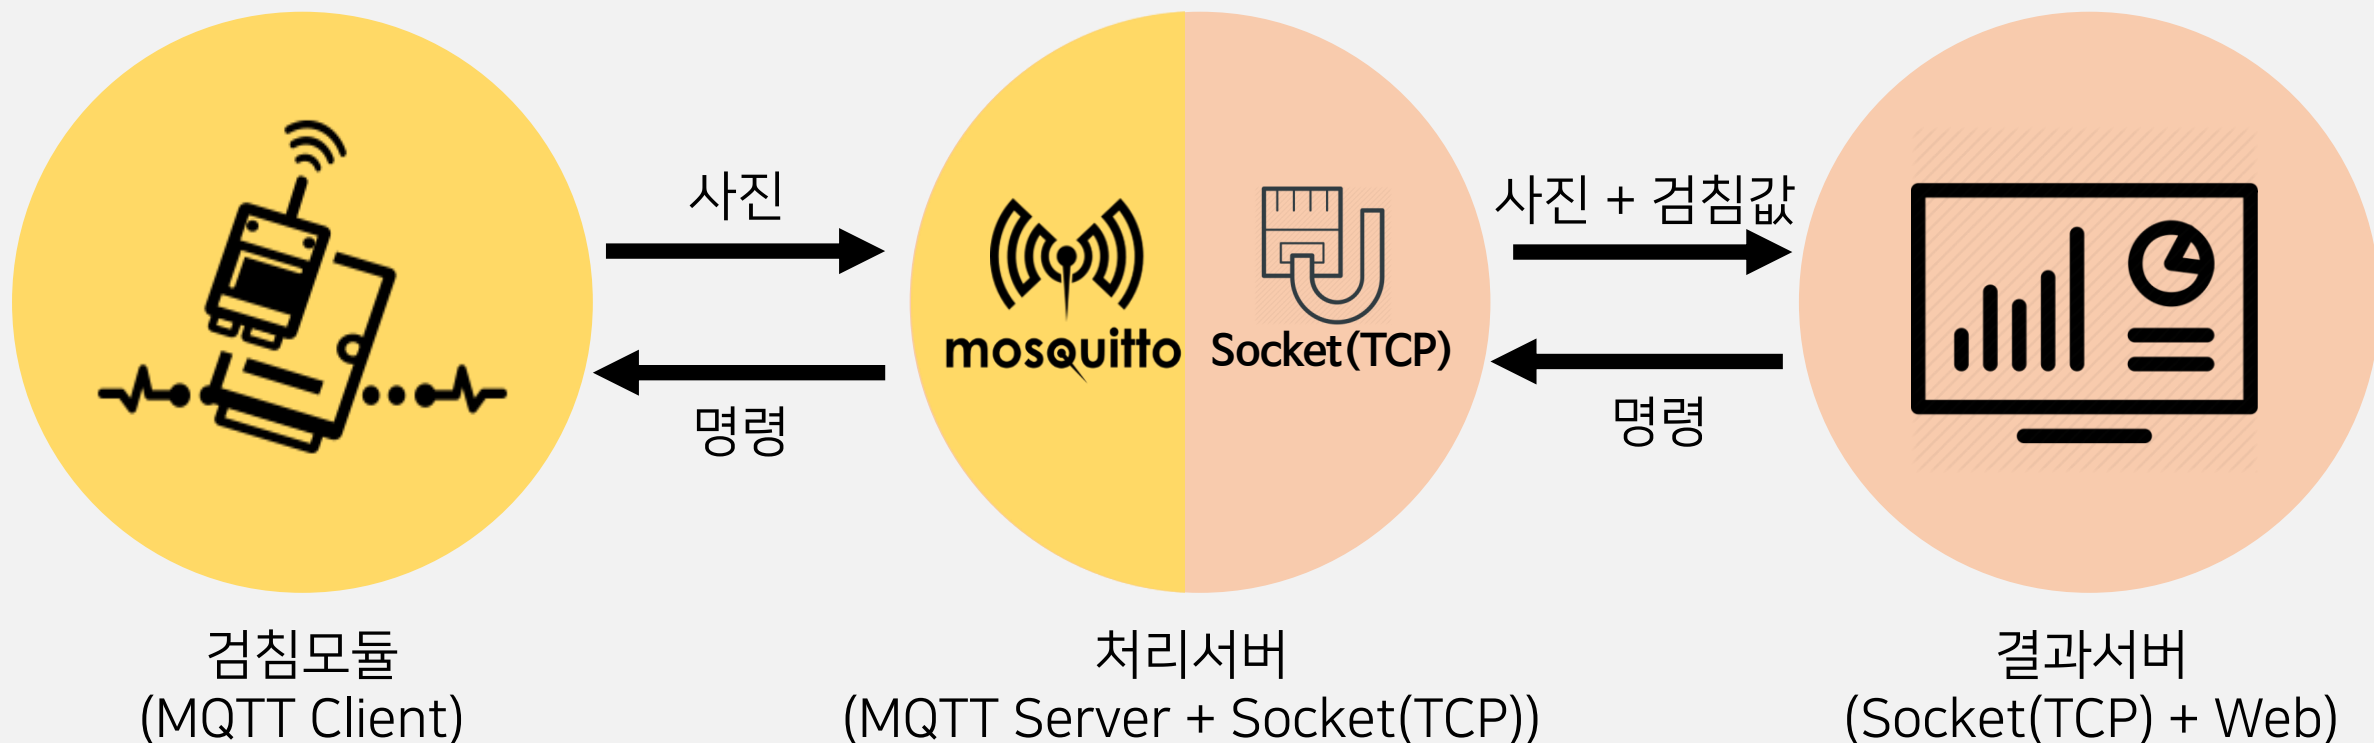 사진
명령
mosquitto
Socket(TCP)
사진 + 검침값
명령
검침모듈
(MQTT Client)
처리서버
(MQTT Server + Socket(TCP))
결과서버
(Socket(TCP) + Web)